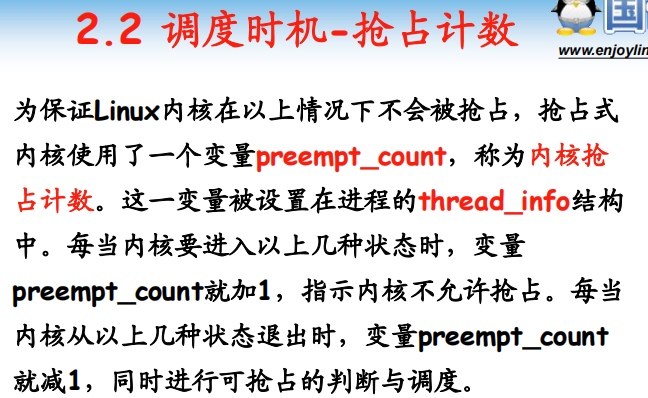 2.2 调度时机-抢占计数
国
www.enjoylin
为保证Linux内核在以上情况下不会被抢占，抢占式
内核使用了一个变量preempt_count，称为内核抢
占计数。这一变量被设置在进程的thread_info结构
中。每当内核要进入以上几种状态时，变量
preempt_count就加1，指示内核不允许抢占。每当
内核从以上几种状态退出时，变量preempt_count
就减1，同时进行可抢占的判断与调度。